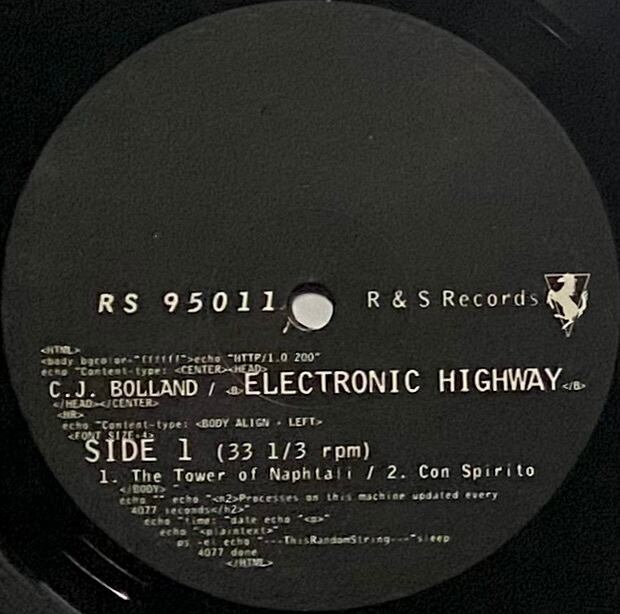 RS 95011
R & S Records
<HTML>
<body bgcolor="ffffff">echo "HTTP/1.0 200"
echo "Content-type: <CENTER><HEAD>
C.J. BOLLAND / <B>ELECTRONIC HIGHWAY</B>
</HEAD></CENTER>
<HR>
echo "Content-type: <BODY ALIGN = LEFT>
<FONT SIZE=4>
SIDE 1 (33 1/3 rpm)
1. The Tower of Naphtali / 2. Con Spirito
</BODY>
echo "" echo "<h2>Processes on this machine updated every
4077 seconds</h2>"
echo "time: "date echo "<p>"
echo "<plaintext>"
ps -el echo "---ThisRandomString---"sleep
4077 done
</HTML>